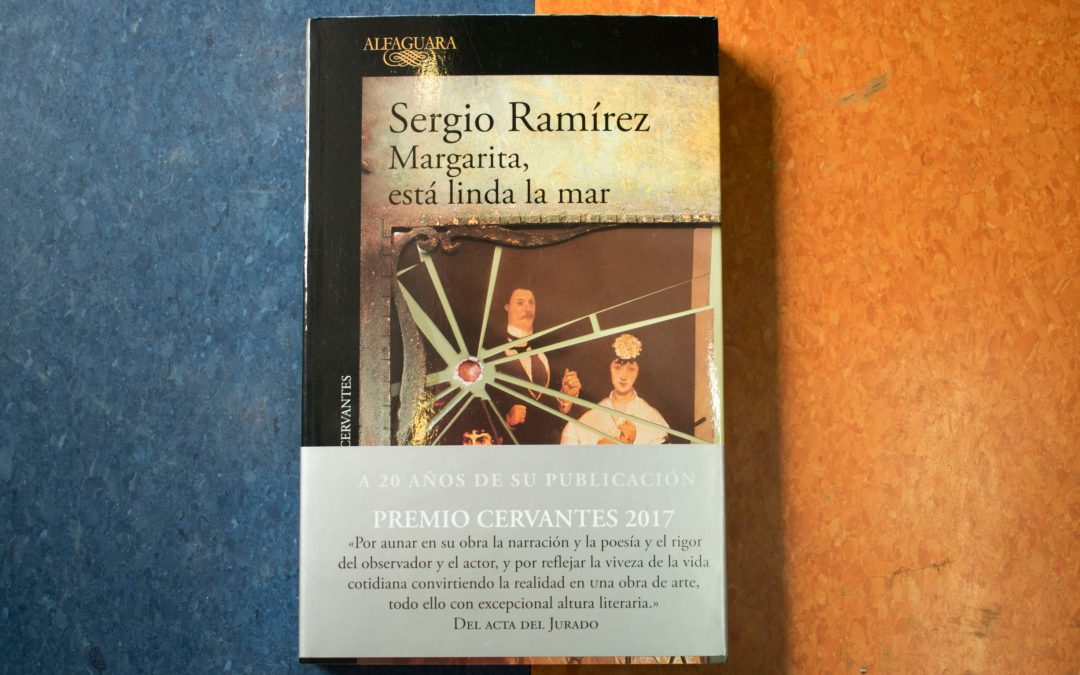 ALFAGUARA
Sergio Ramírez
Margarita,
está linda la mar
CERVANTES
A 20 AÑOS DE SU PUBLICACIÓN
PREMIO CERVANTES 2017
«Por aunar en su obra la narración y la poesía y el rigor
del observador y el actor, y por reflejar la viveza de la vida
cotidiana convirtiendo la realidad en una obra de arte,
todo ello con excepcional altura literaria.»
Del acta del Jurado